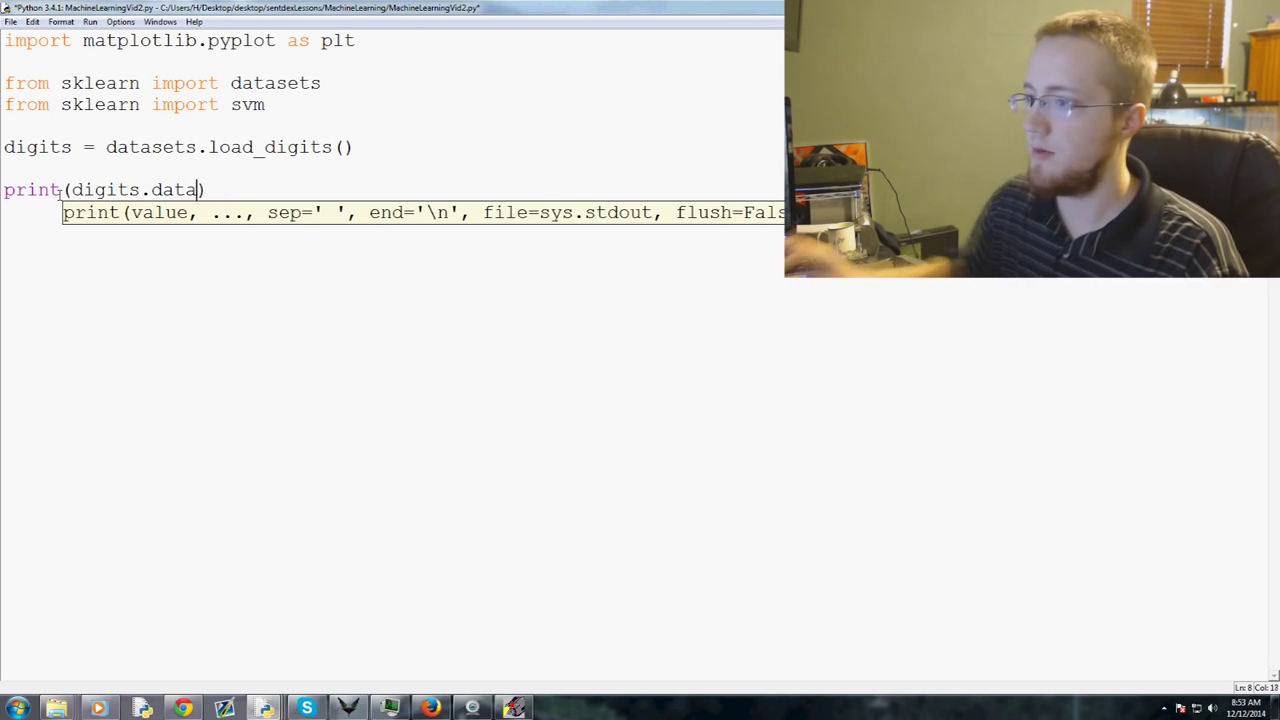 *Python 3.4.1: MachineLearningVid2.py - C:/Users/H/Desktop/desktop/sentdexLessons/MachineLearning/MachineLearningVid2.py*
File Edit Format Run Options Windows Help
import matplotlib.pyplot as plt
from sklearn import datasets
from sklearn import svm
digits = datasets.load_digits()
print(digits.data)
print(value, ..., sep=' ', end='\n', file=sys.stdout, flush=Fals
Ln: 8 Col: 18
8:53 AM
12/12/2014